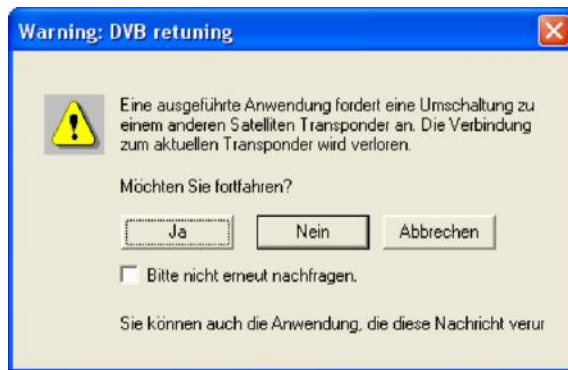 Warning: DVB retuning
Eine ausgeführte Anwendung fordert eine Umschaltung zu
einem anderen Satelliten Transponder an. Die Verbindung
zum aktuellen Transponder wird verloren.
Möchten Sie fortfahren?
Ja Nein Abbrechen
Bitte nicht erneut nachfragen.
Sie können auch die Anwendung, die diese Nachricht verur